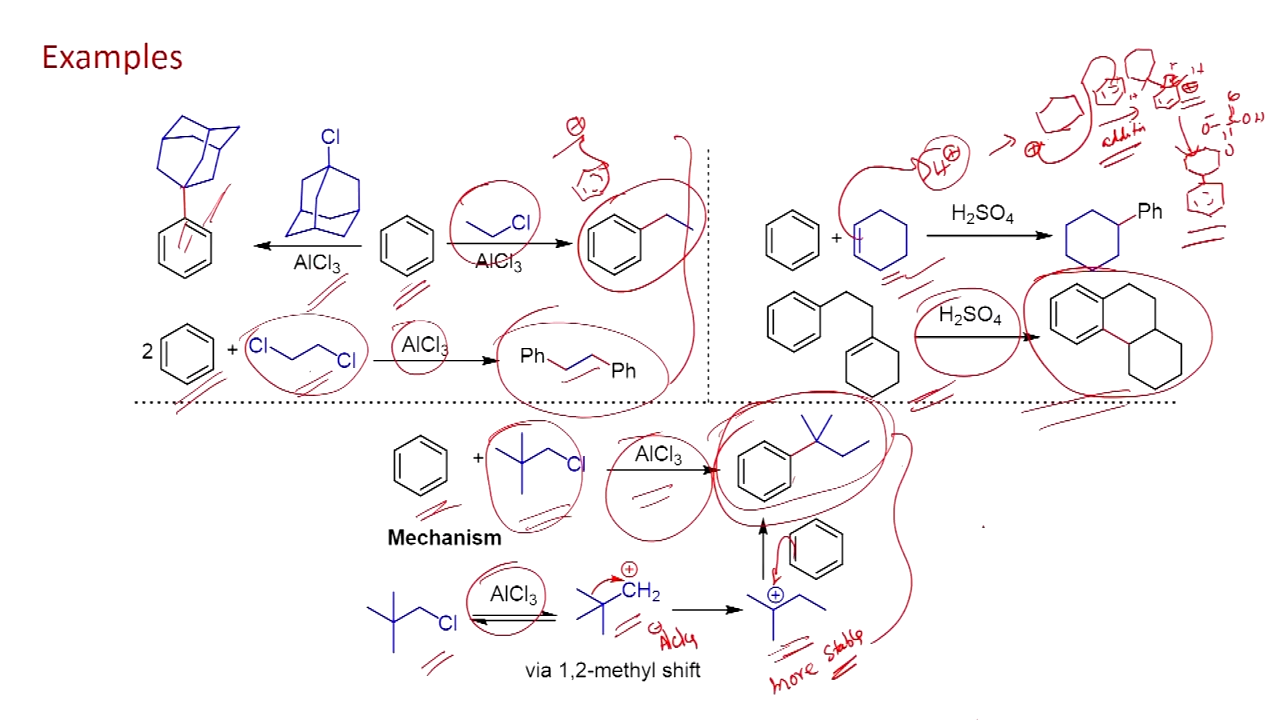 Examples
Cl
AlCl3
Cl
AlCl3
2
+
Cl
Cl
AlCl3
Ph
Ph
+
H2SO4
Ph
H2SO4
H
addition
OH
+
Cl
AlCl3
Mechanism
Cl
AlCl3
CH2
AlCl4
via 1,2-methyl shift
more stable